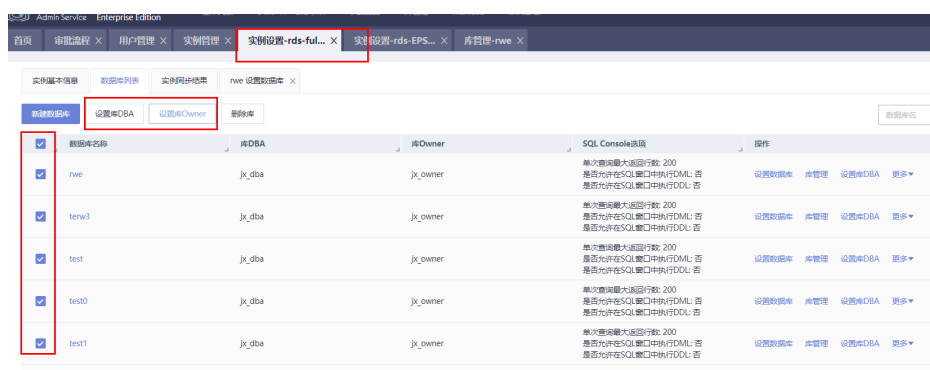 Admin Service Enterprise Edition
首页 审批流程 × 用户管理 × 实例管理 × 实例设置-rds-ful... × 实例设置-rds-EPS... × 库管理-rwe ×
实例基本信息 数据库列表 实例同步结果 rwe 设置数据库 ×
新建数据库 设置库DBA 设置库Owner 删除库 数据库名
数据库名称 库DBA 库Owner SQL Console选项 操作
单次查询最大返回行数: 200
rwe jx_dba jx_owner 是否允许在SQL窗口中执行DML: 否 设置数据库 库管理 设置库DBA 更多▾
是否允许在SQL窗口中执行DDL: 否
单次查询最大返回行数: 200
terw3 jx_dba jx_owner 是否允许在SQL窗口中执行DML: 否 设置数据库 库管理 设置库DBA 更多▾
是否允许在SQL窗口中执行DDL: 否
单次查询最大返回行数: 200
test jx_dba jx_owner 是否允许在SQL窗口中执行DML: 否 设置数据库 库管理 设置库DBA 更多▾
是否允许在SQL窗口中执行DDL: 否
单次查询最大返回行数: 200
test0 jx_dba jx_owner 是否允许在SQL窗口中执行DML: 否 设置数据库 库管理 设置库DBA 更多▾
是否允许在SQL窗口中执行DDL: 否
单次查询最大返回行数: 200
test1 jx_dba jx_owner 是否允许在SQL窗口中执行DML: 否 设置数据库 库管理 设置库DBA 更多▾
是否允许在SQL窗口中执行DDL: 否